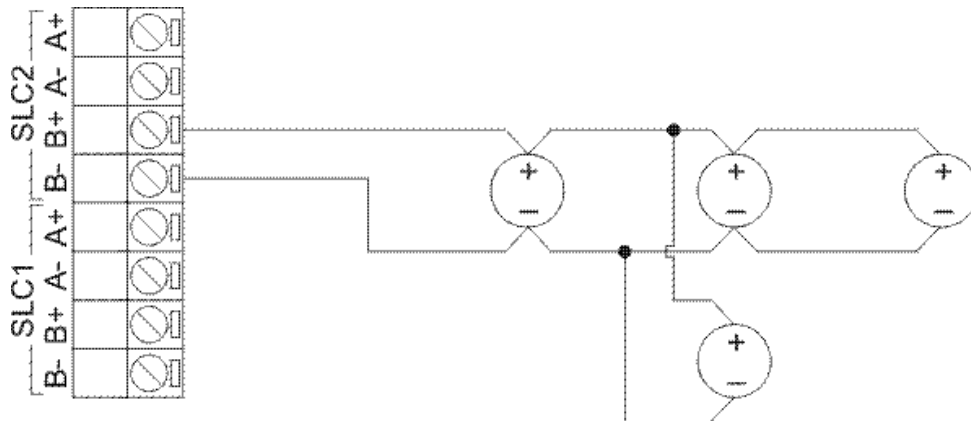 SLC2
A+
A-
B+
B-
SLC1
A+
A-
B+
B-
+
−
+
−
+
−
+
−